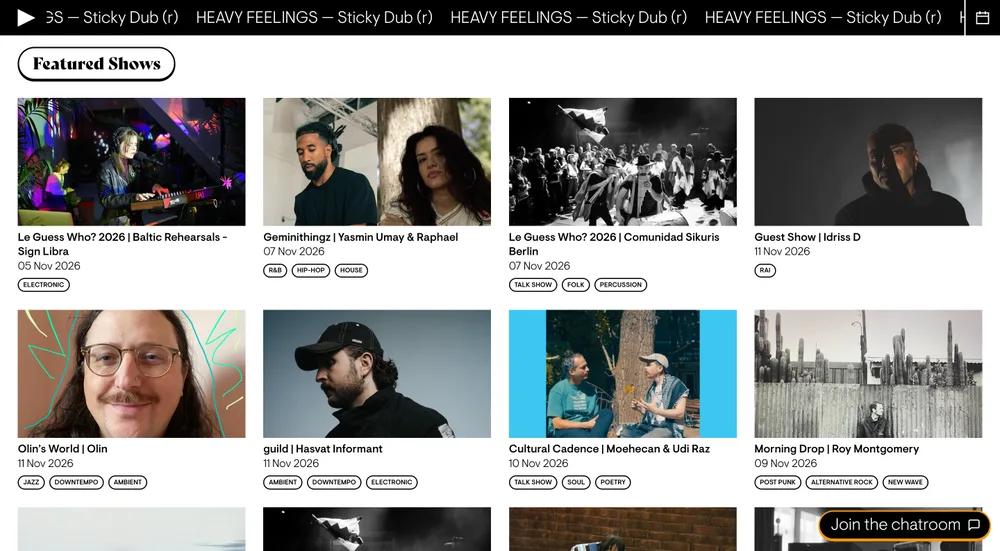 GS — Sticky Dub (r) HEAVY FEELINGS — Sticky Dub (r) HEAVY FEELINGS — Sticky Dub (r) HEAVY FEELINGS — Sticky Dub (r) H
Featured Shows
Le Guess Who? 2026 | Baltic Rehearsals - Sign Libra
05 Nov 2026
ELECTRONIC
Geminithingz | Yasmin Umay & Raphael
07 Nov 2026
R&B HIP-HOP HOUSE
Le Guess Who? 2026 | Comunidad Sikuris Berlin
07 Nov 2026
TALK SHOW FOLK PERCUSSION
Guest Show | Idriss D
11 Nov 2026
RAI
Olin's World | Olin
11 Nov 2026
JAZZ DOWNTEMPO AMBIENT
guild | Hasvat Informant
11 Nov 2026
AMBIENT DOWNTEMPO ELECTRONIC
Cultural Cadence | Moehecan & Udi Raz
10 Nov 2026
TALK SHOW SOUL POETRY
Morning Drop | Roy Montgomery
09 Nov 2026
POST PUNK ALTERNATIVE ROCK NEW WAVE
Join the chatroom